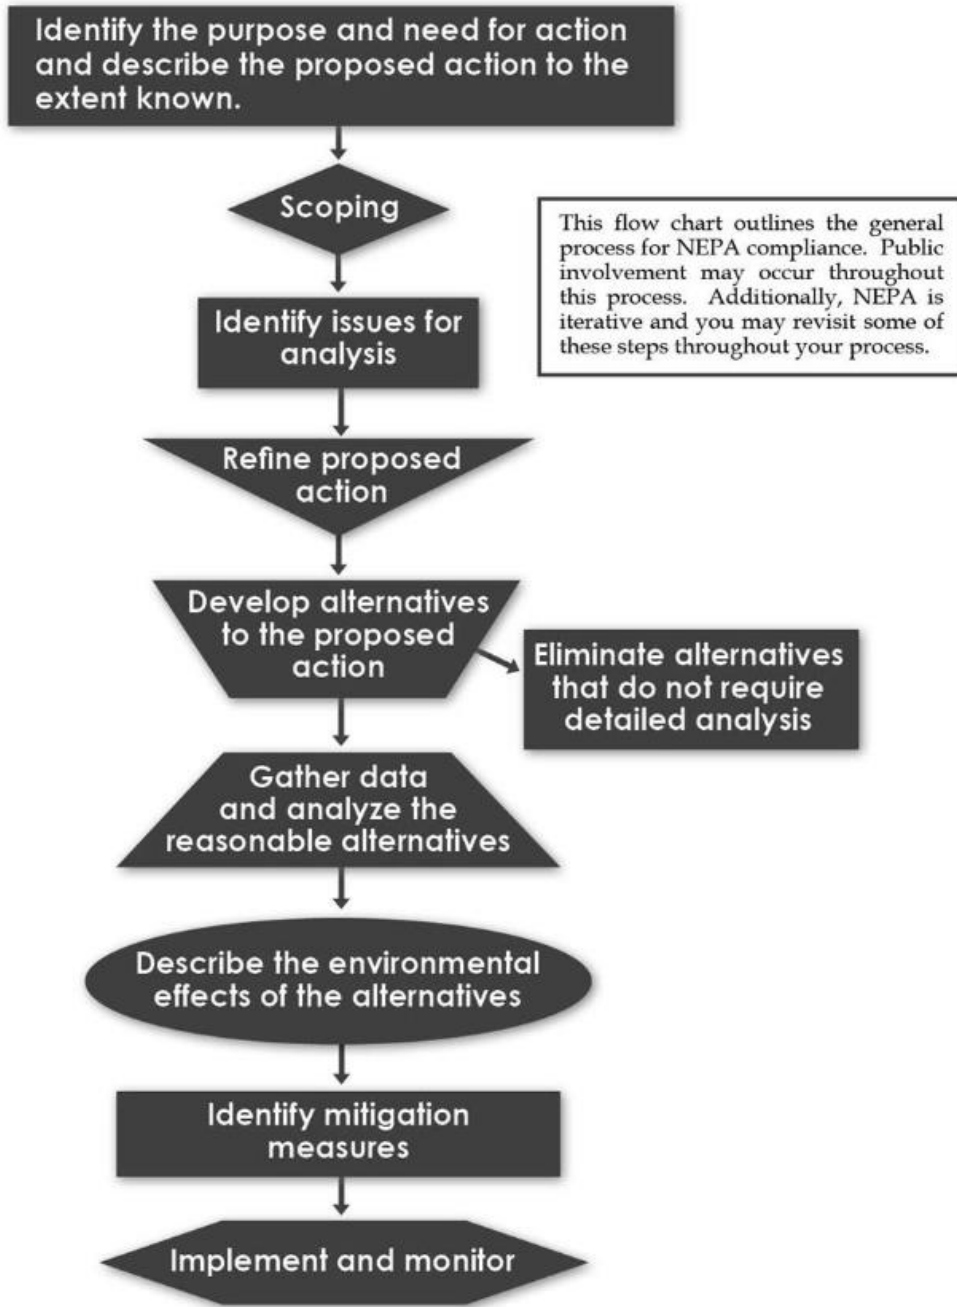 Identify the purpose and need for action
and describe the proposed action to the
extent known.
Scoping
This flow chart outlines the general
process for NEPA compliance. Public
involvement may occur throughout
this process. Additionally, NEPA is
iterative and you may revisit some of
these steps throughout your process.
Identify issues for
analysis
Refine proposed
action
Develop alternatives
to the proposed
action
Eliminate alternatives
that do not require
detailed analysis
Gather data
and analyze the
reasonable alternatives
Describe the environmental
effects of the alternatives
Identify mitigation
measures
Implement and monitor